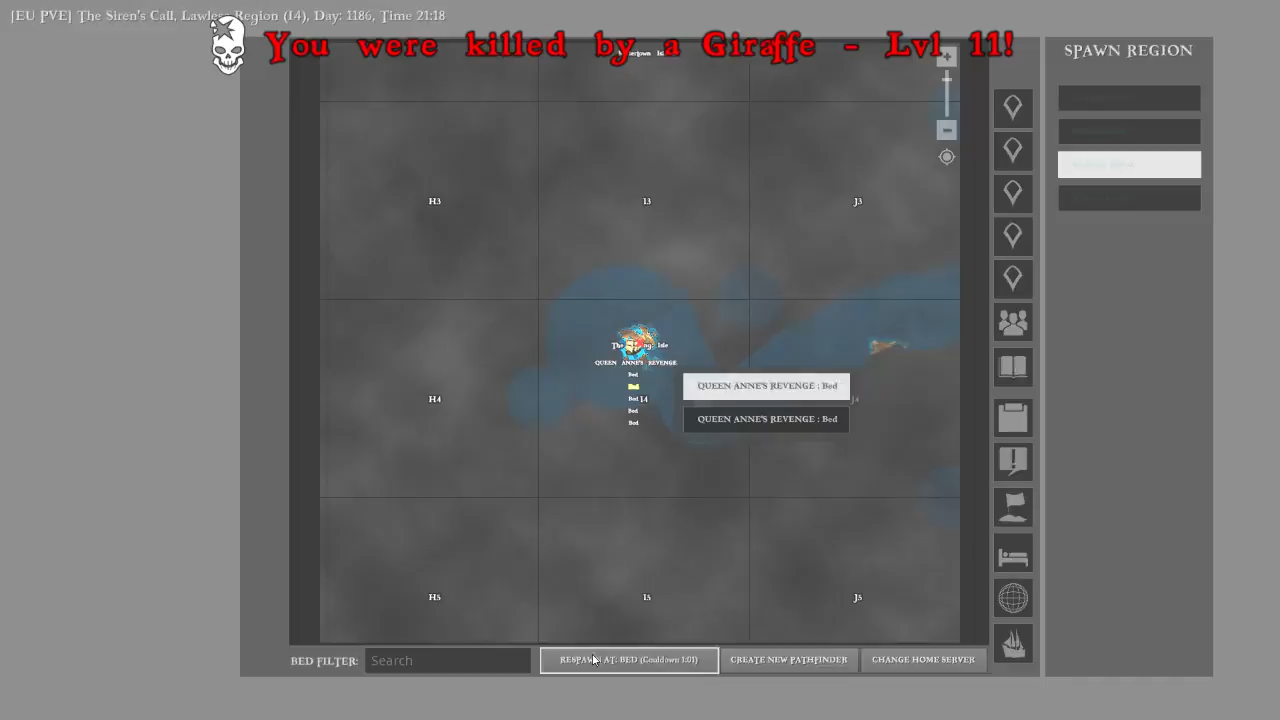 [EU PVE] The Siren's Call, Lawless Region (I4), Day: 1186, Time 21:18
You were killed by a Giraffe - Lvl 11!
SPAWN REGION
H3
I3
J3
QUEEN ANNE'S REVENGE
Bed
Bed
QUEEN ANNE'S REVENGE : Bed
H4
Bed
I4
J4
Bed
QUEEN ANNE'S REVENGE : Bed
Bed
H5
I5
J5
BED FILTER:
Search
RESPAWN AT: BED (Cooldown 1:01)
CREATE NEW PATHFINDER
CHANGE HOME SERVER